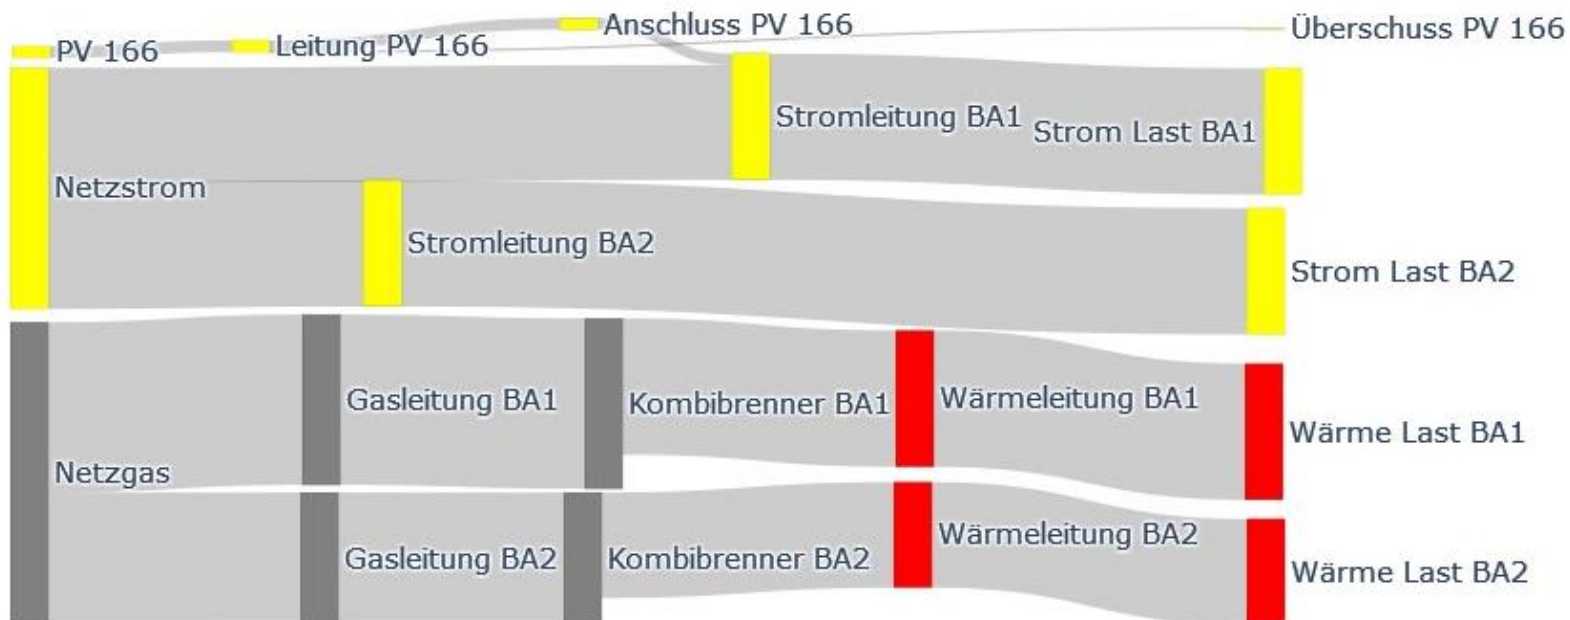 PV 166
Leitung PV 166
Anschluss PV 166
Überschuss PV 166
Netzstrom
Stromleitung BA1
Strom Last BA1
Stromleitung BA2
Strom Last BA2
Netzgas
Gasleitung BA1
Kombibrenner BA1
Wärmeleitung BA1
Wärme Last BA1
Gasleitung BA2
Kombibrenner BA2
Wärmeleitung BA2
Wärme Last BA2